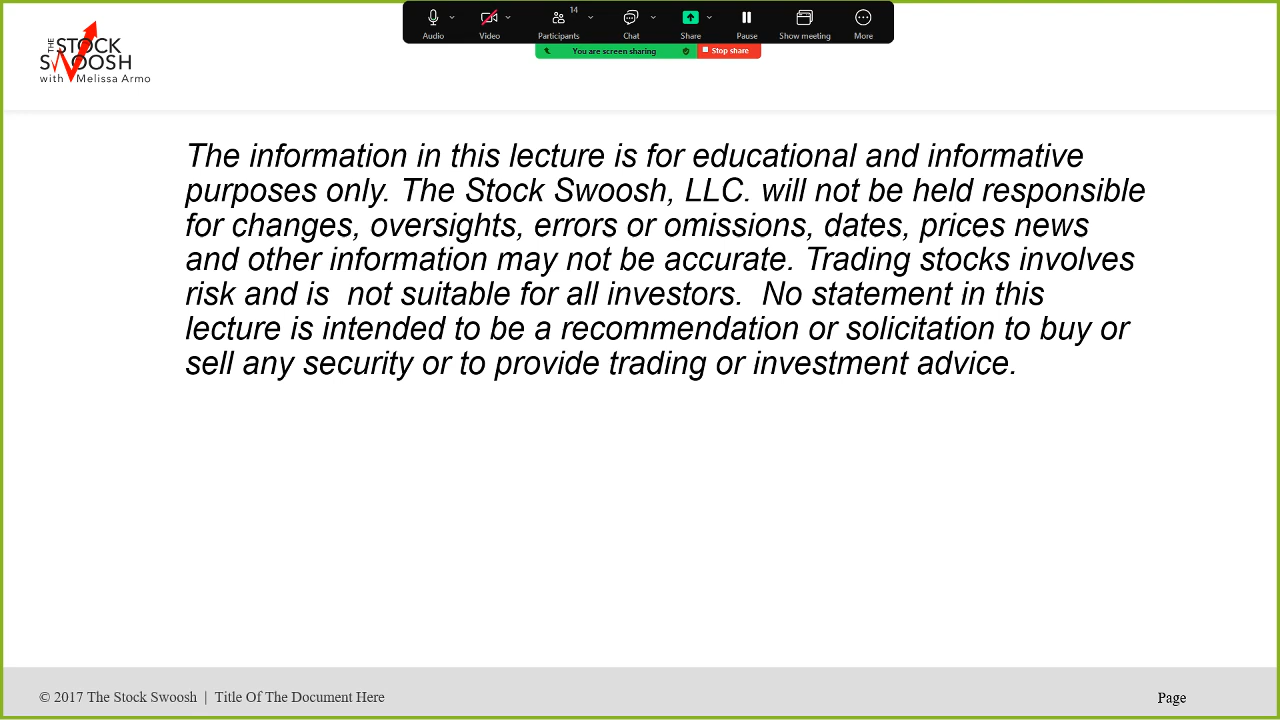 14
Audio Video Participants Chat Share Pause Show meeting More
You are screen sharing Stop share
THE STOCK
SWOOSH
with Melissa Armo
The information in this lecture is for educational and informative
purposes only. The Stock Swoosh, LLC. will not be held responsible
for changes, oversights, errors or omissions, dates, prices news
and other information may not be accurate. Trading stocks involves
risk and is  not suitable for all investors.  No statement in this
lecture is intended to be a recommendation or solicitation to buy or
sell any security or to provide trading or investment advice.
© 2017 The Stock Swoosh | Title Of The Document Here
Page